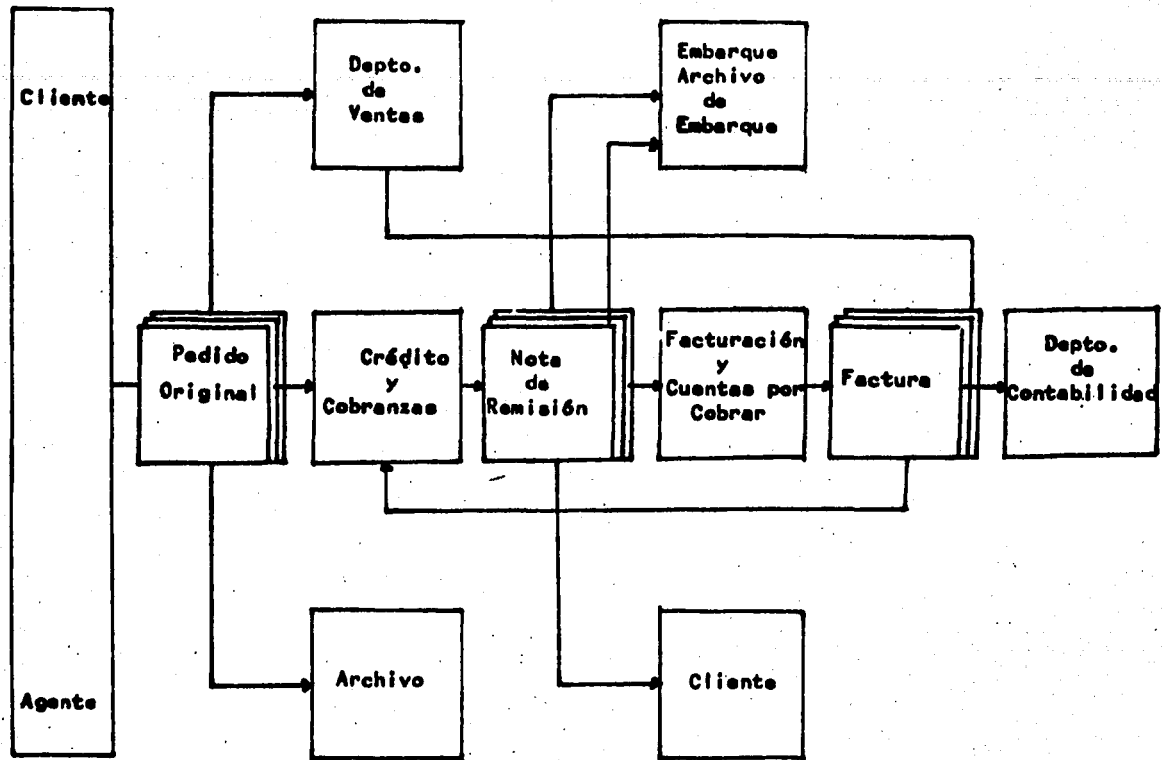 Cliente
Depto.
de
Ventas
Embarque
Archivo
de
Embarque
Pedido
Original
Crédito
y
Cobranzas
Nota
de
Remisión
Facturación
y
Cuentas por
Cobrar
Factura
Depto.
de
Contabilidad
Agente
Archivo
Cliente